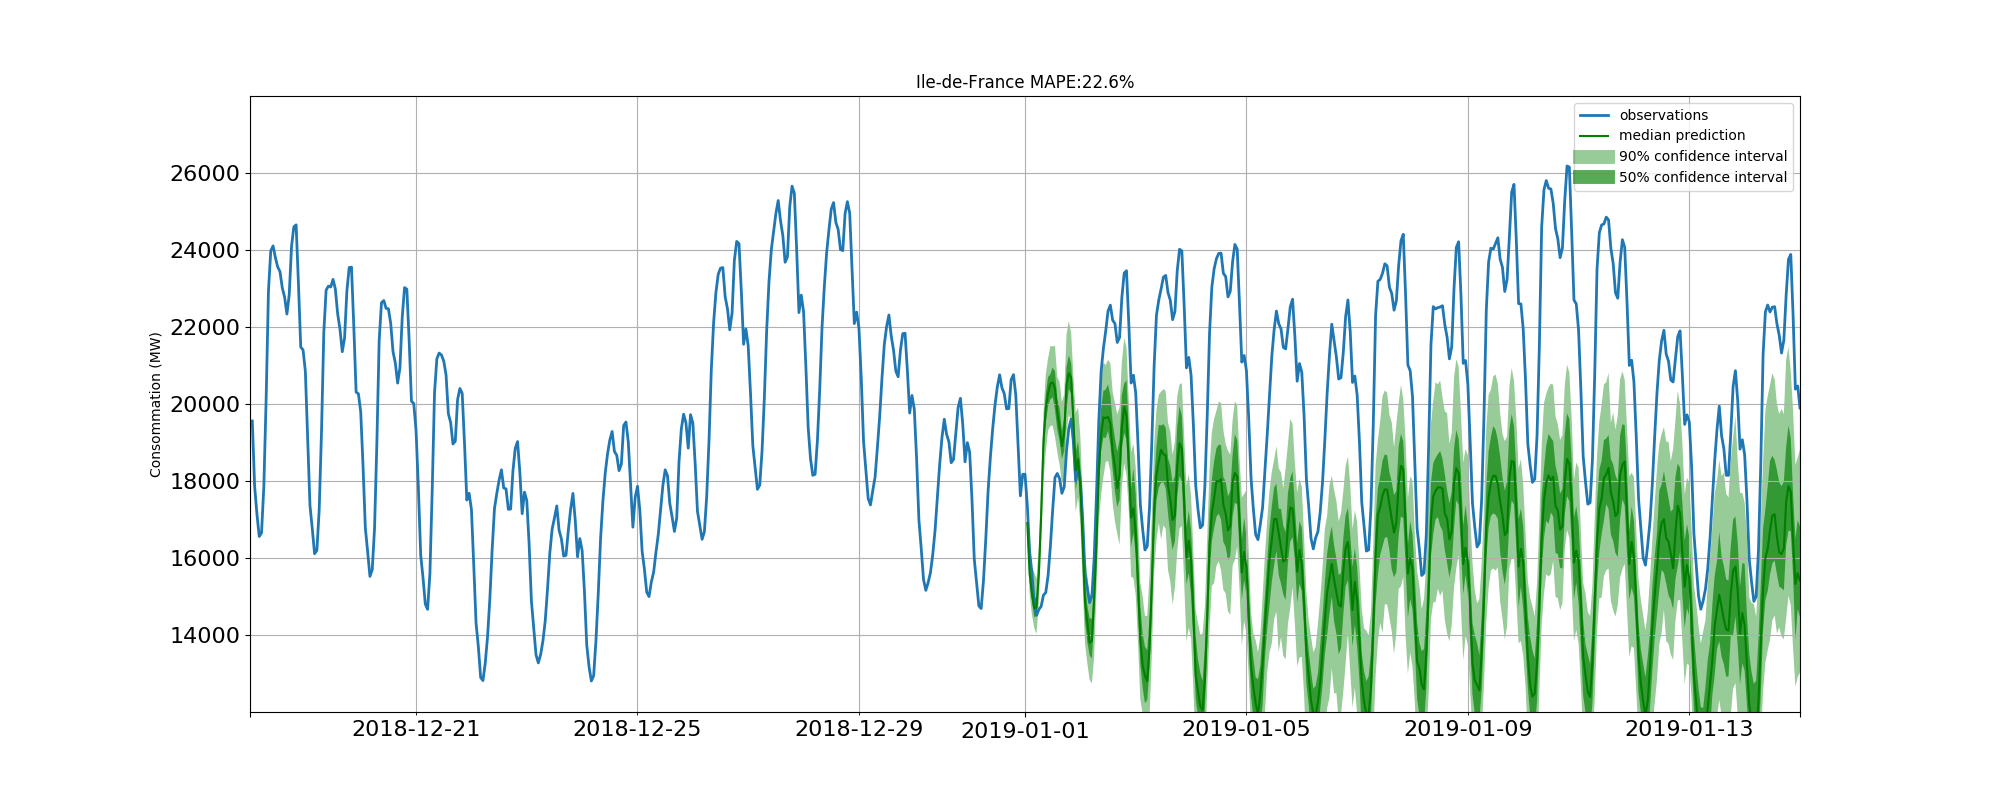 Ile-de-France MAPE:22.6%
observations
median prediction
90% confidence interval
50% confidence interval
Consommation (MW)
26000
24000
22000
20000
18000
16000
14000
2018-12-21 2018-12-25 2018-12-29 2019-01-01 2019-01-05 2019-01-09 2019-01-13